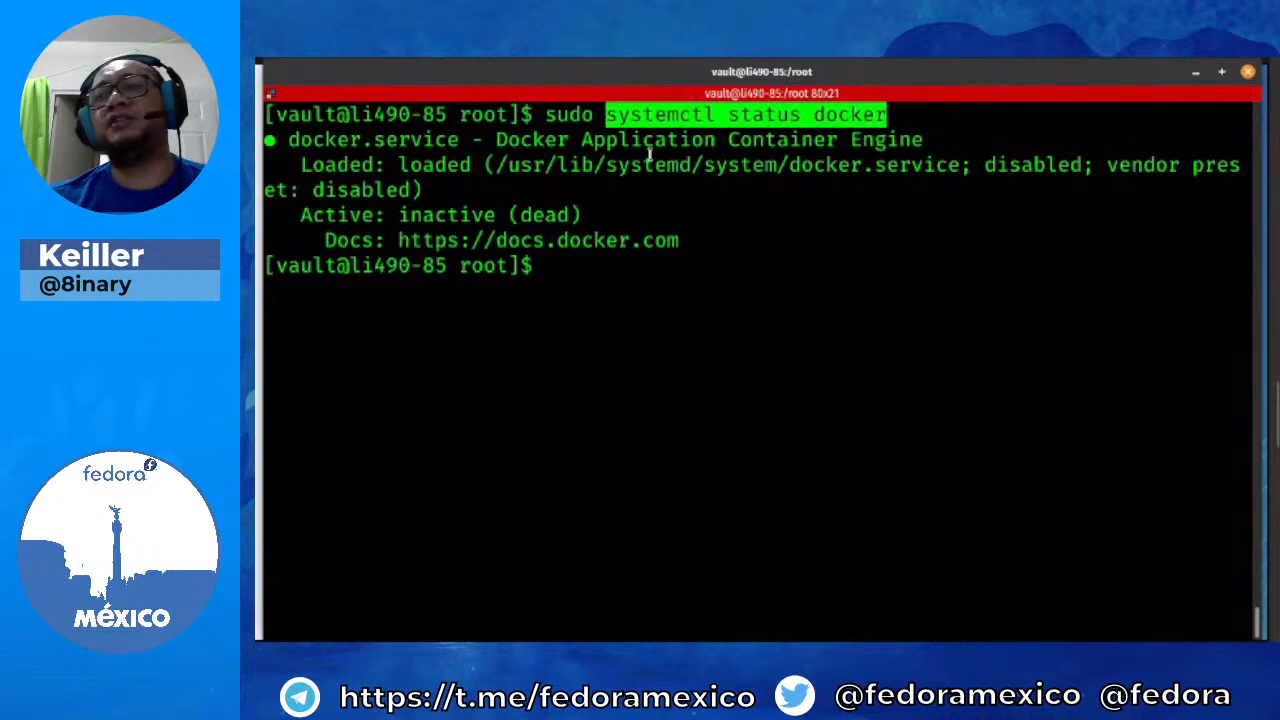 vault@li490-85:/root
vault@li490-85:/root 80x21
[vault@li490-85 root]$ sudo systemctl status docker
● docker.service - Docker Application Container Engine
Loaded: loaded (/usr/lib/systemd/system/docker.service; disabled; vendor pres
et: disabled)
Active: inactive (dead)
Docs: https://docs.docker.com
[vault@li490-85 root]$
Keiller
@8inary
fedora
MÉXICO
https://t.me/fedoramexico
@fedoramexico @fedora